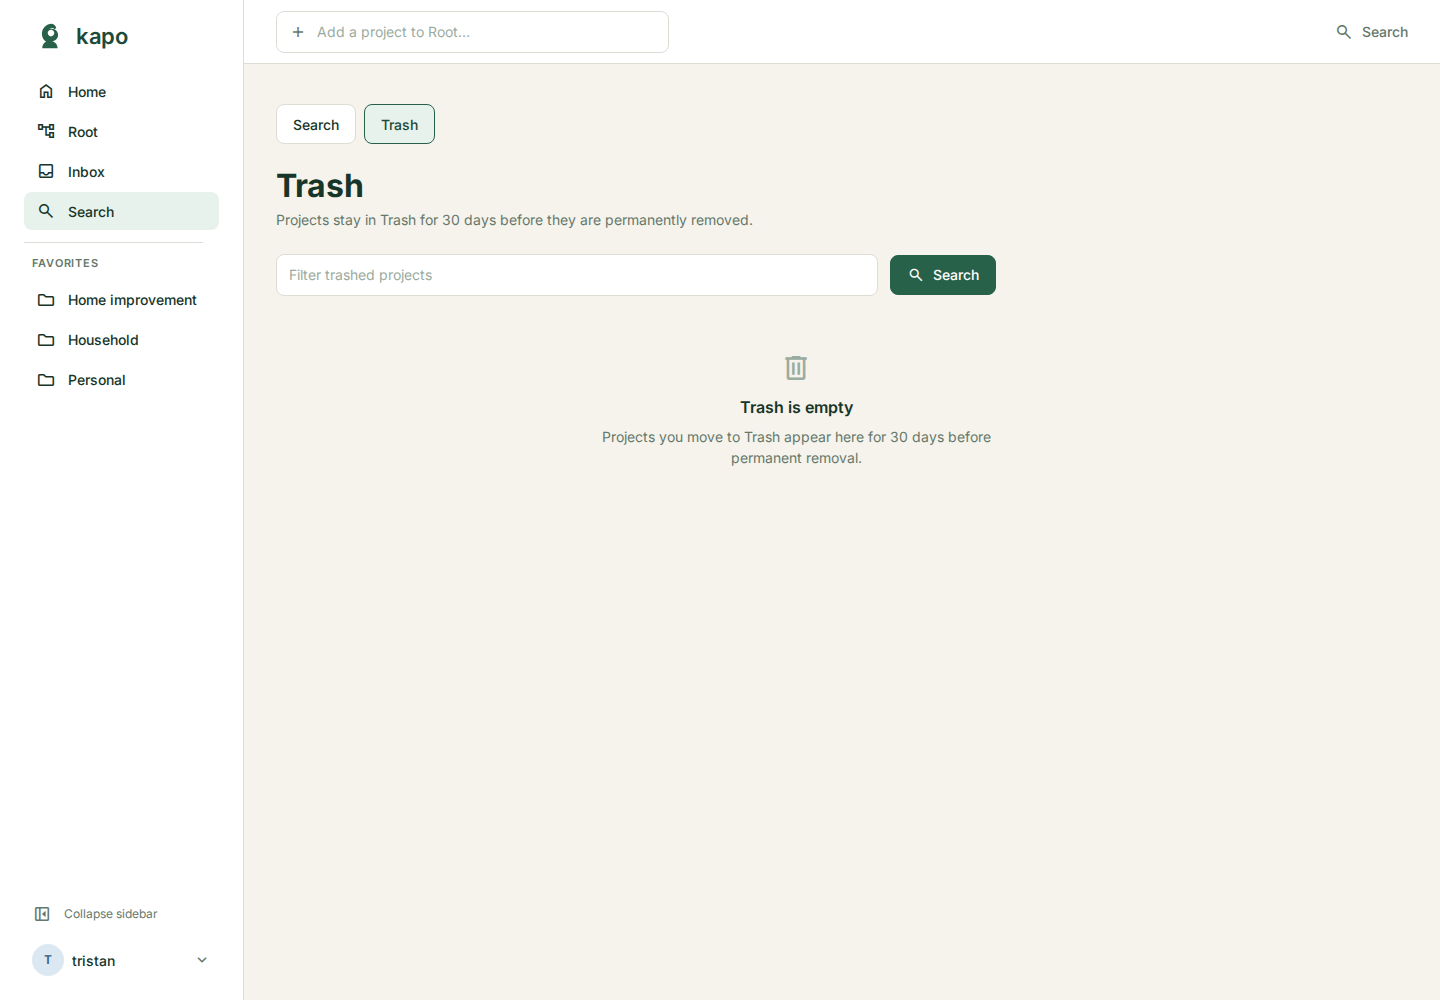 kapo
Home
Root
Inbox
Search
FAVORITES
Home improvement
Household
Personal
Collapse sidebar
T
tristan
Add a project to Root...
Search
Search
Trash
Trash
Projects stay in Trash for 30 days before they are permanently removed.
Filter trashed projects
Search
Trash is empty
Projects you move to Trash appear here for 30 days before
permanent removal.